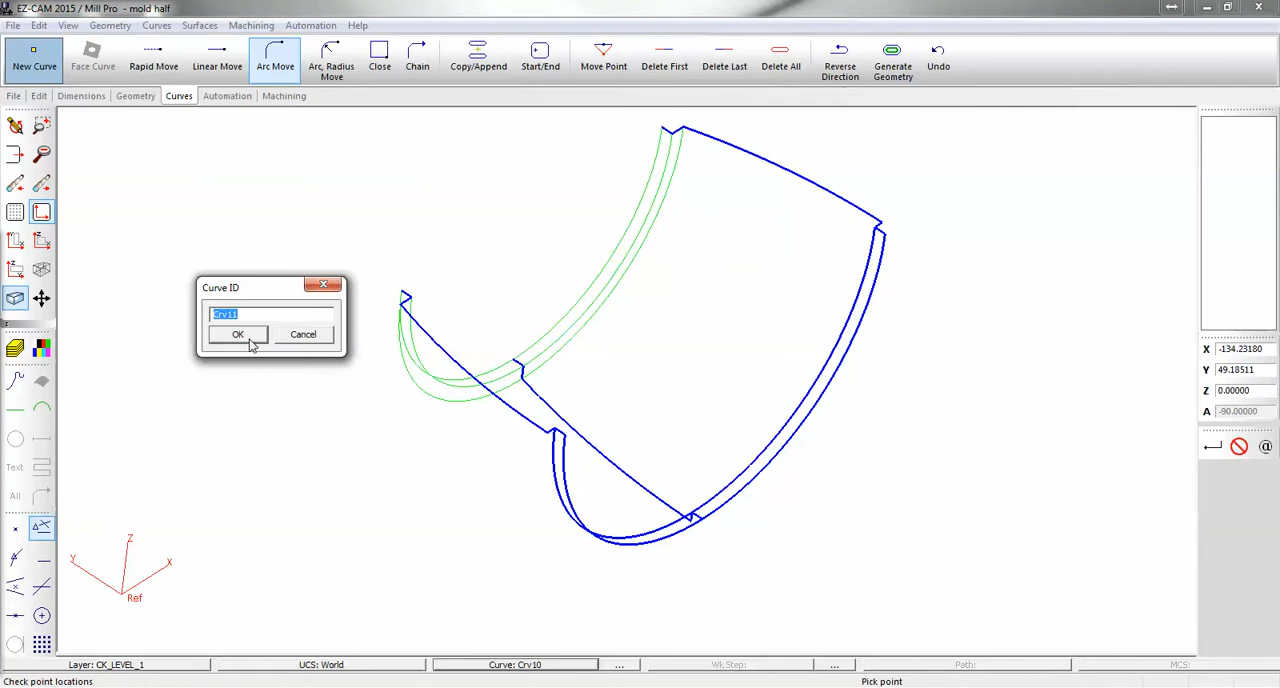 EZ-CAM 2015 / Mill Pro - mold half
File Edit View Geometry Curves Surfaces Machining Automation Help
New Curve Face Curve Rapid Move Linear Move Arc Move Arc, Radius Move Close Chain Copy/Append Start/End Move Point Delete First Delete Last Delete All Reverse Direction Generate Geometry Undo
File Edit Dimensions Geometry Curves Automation Machining
Curve ID
Crv11
OK Cancel
X -134.23180
Y 49.18511
Z 0.00000
A -90.00000
@
Text
All
Z
Y X
Ref
Layer: CK_LEVEL_1 UCS: World Curve: Crv10 ... Wk Step: ... Path: MCS:
Check point locations Pick point